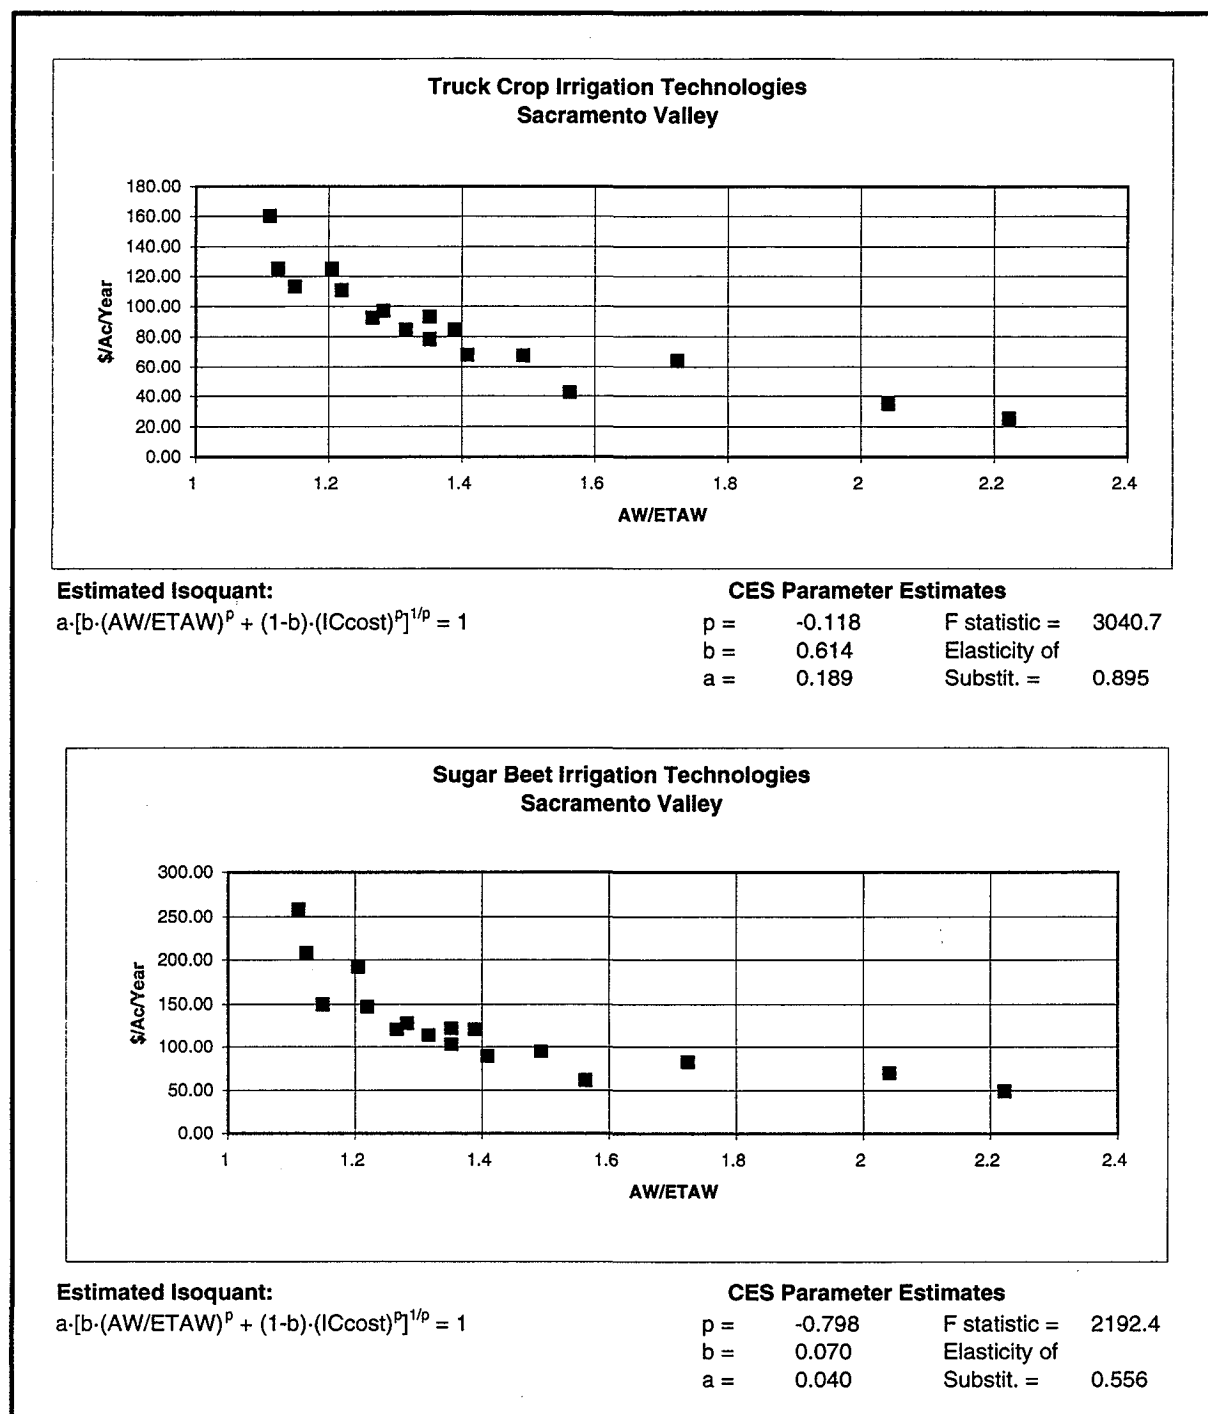 Truck Crop Irrigation Technologies
Sacramento Valley
$/Ac/Year
180.00
160.00
140.00
120.00
100.00
80.00
60.00
40.00
20.00
0.00
1 1.2 1.4 1.6 1.8 2 2.2 2.4
AW/ETAW
Estimated Isoquant:
a·[b·(AW/ETAW)^p + (1-b)·(ICcost)^p]^1/p = 1
CES Parameter Estimates
p = -0.118 F statistic = 3040.7
b = 0.614 Elasticity of
a = 0.189 Substit. = 0.895
Sugar Beet Irrigation Technologies
Sacramento Valley
$/Ac/Year
300.00
250.00
200.00
150.00
100.00
50.00
0.00
1 1.2 1.4 1.6 1.8 2 2.2 2.4
AW/ETAW
Estimated Isoquant:
a·[b·(AW/ETAW)^p + (1-b)·(ICcost)^p]^1/p = 1
CES Parameter Estimates
p = -0.798 F statistic = 2192.4
b = 0.070 Elasticity of
a = 0.040 Substit. = 0.556